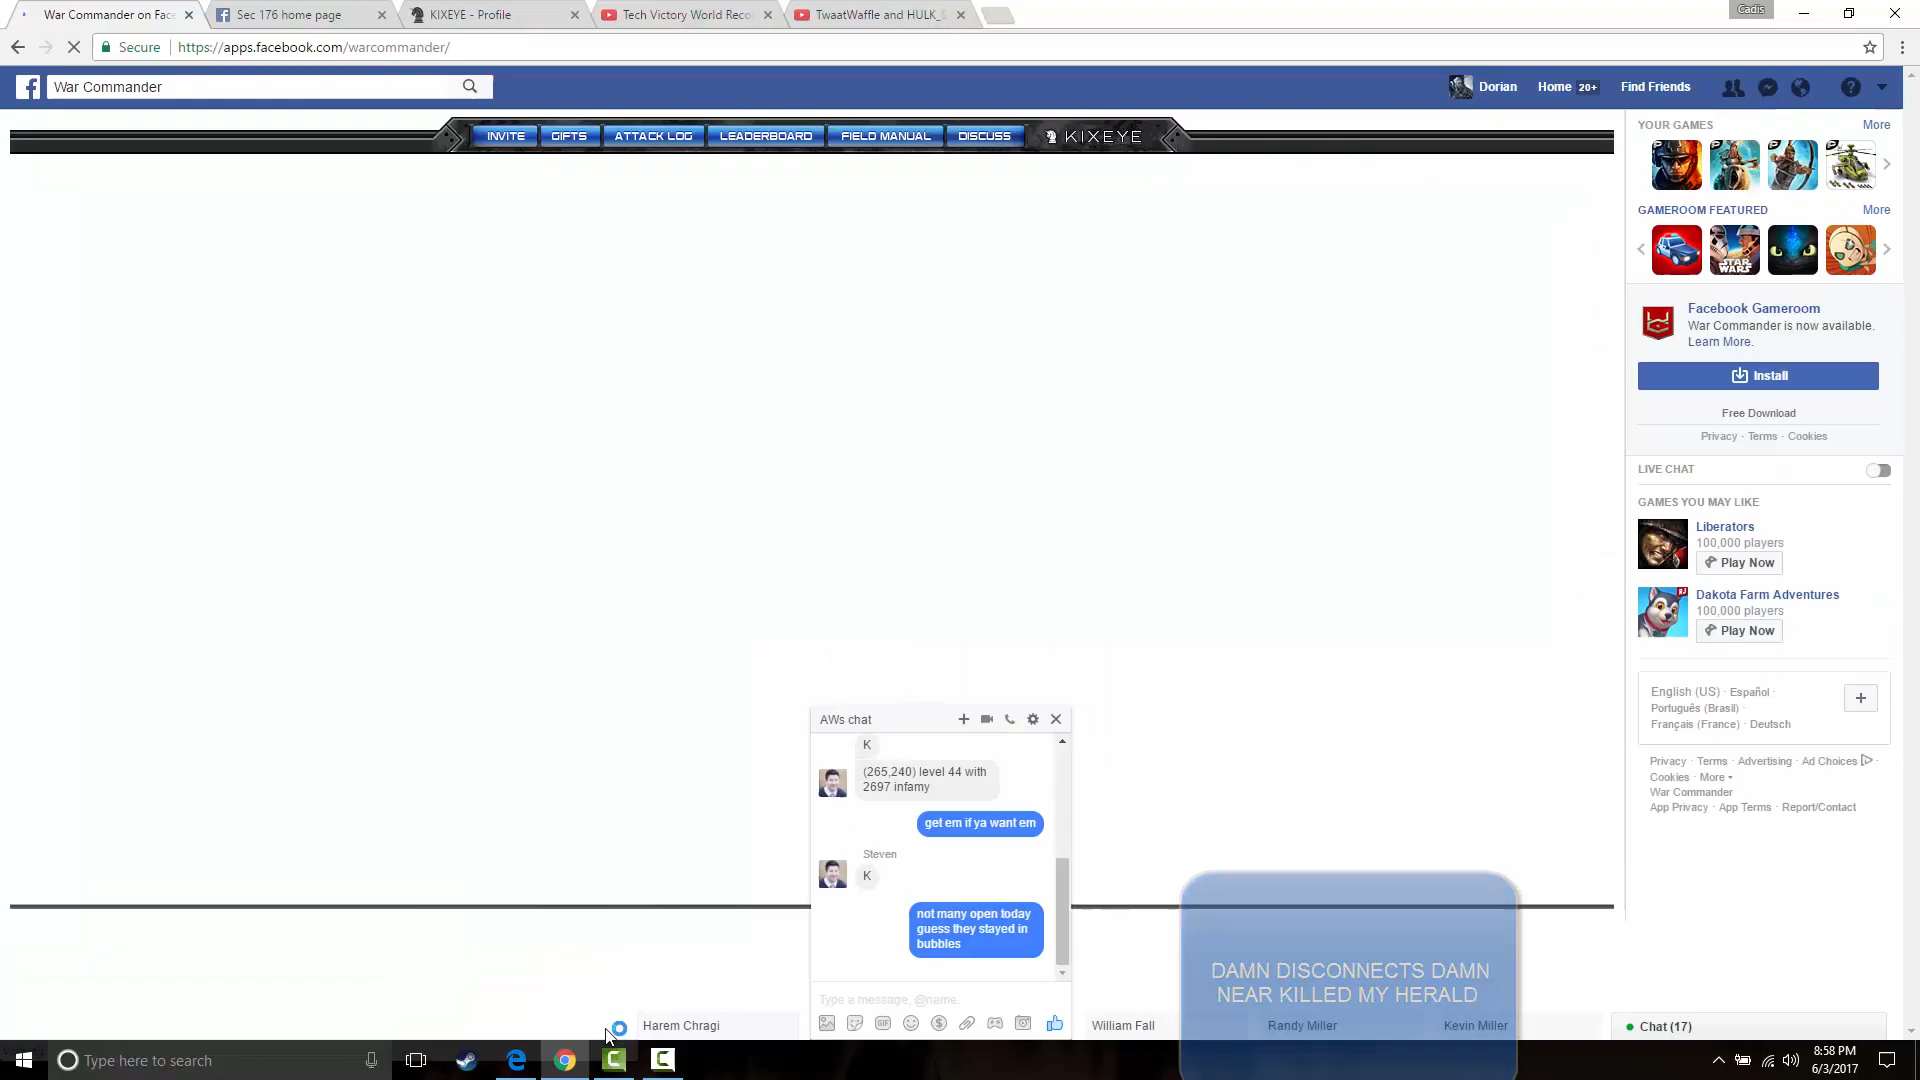 War Commander on Fac
Sec 176 home page
KIXEYE - Profile
Tech Victory World Reco
TwaatWaffle and HULK_
Cadis
Secure
https://apps.facebook.com/warcommander/
War Commander
Dorian
Home 20+
Find Friends
INVITE
GIFTS
ATTACK LOG
LEADERBOARD
FIELD MANUAL
DISCUSS
KIXEYE
YOUR GAMES
More
GAMEROOM FEATURED
More
STAR WARS
Facebook Gameroom
War Commander is now available.
Learn More.
Install
Free Download
Privacy · Terms · Cookies
LIVE CHAT
GAMES YOU MAY LIKE
Liberators
100,000 players
Play Now
Dakota Farm Adventures
100,000 players
Play Now
English (US) · Español ·
Português (Brasil) ·
Français (France) · Deutsch
Privacy · Terms · Advertising · Ad Choices ·
Cookies · More
War Commander
App Privacy · App Terms · Report/Contact
AWs chat
K
(265,240) level 44 with
2697 infamy
get em if ya want em
Steven
K
not many open today
guess they stayed in
bubbles
Type a message, @name.
GIF
DAMN DISCONNECTS DAMN
NEAR KILLED MY HERALD
Harem Chragi
William Fall
Randy Miller
Kevin Miller
Chat (17)
Type here to search
8:58 PM
6/3/2017